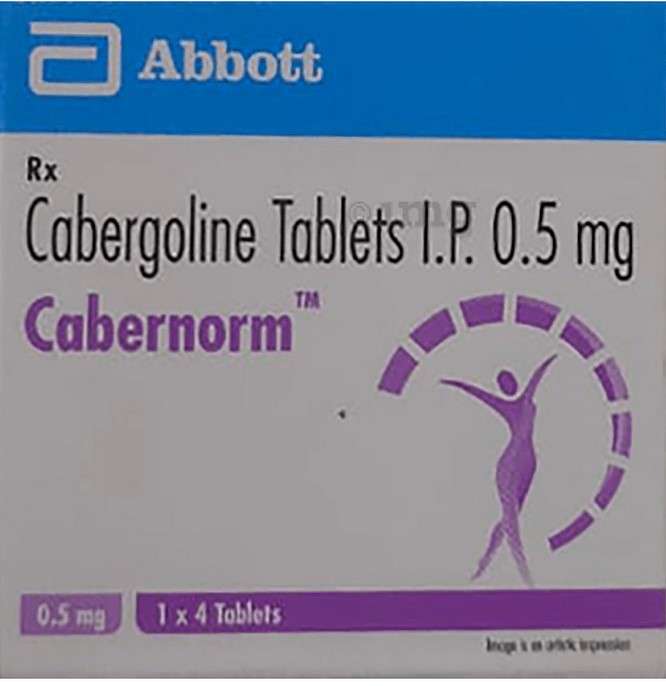 Abbott
Rx
Cabergoline Tablets I.P. 0.5 mg
Cabernorm™
©1mg
0.5 mg
1 x 4 Tablets
Image is an artistic impression